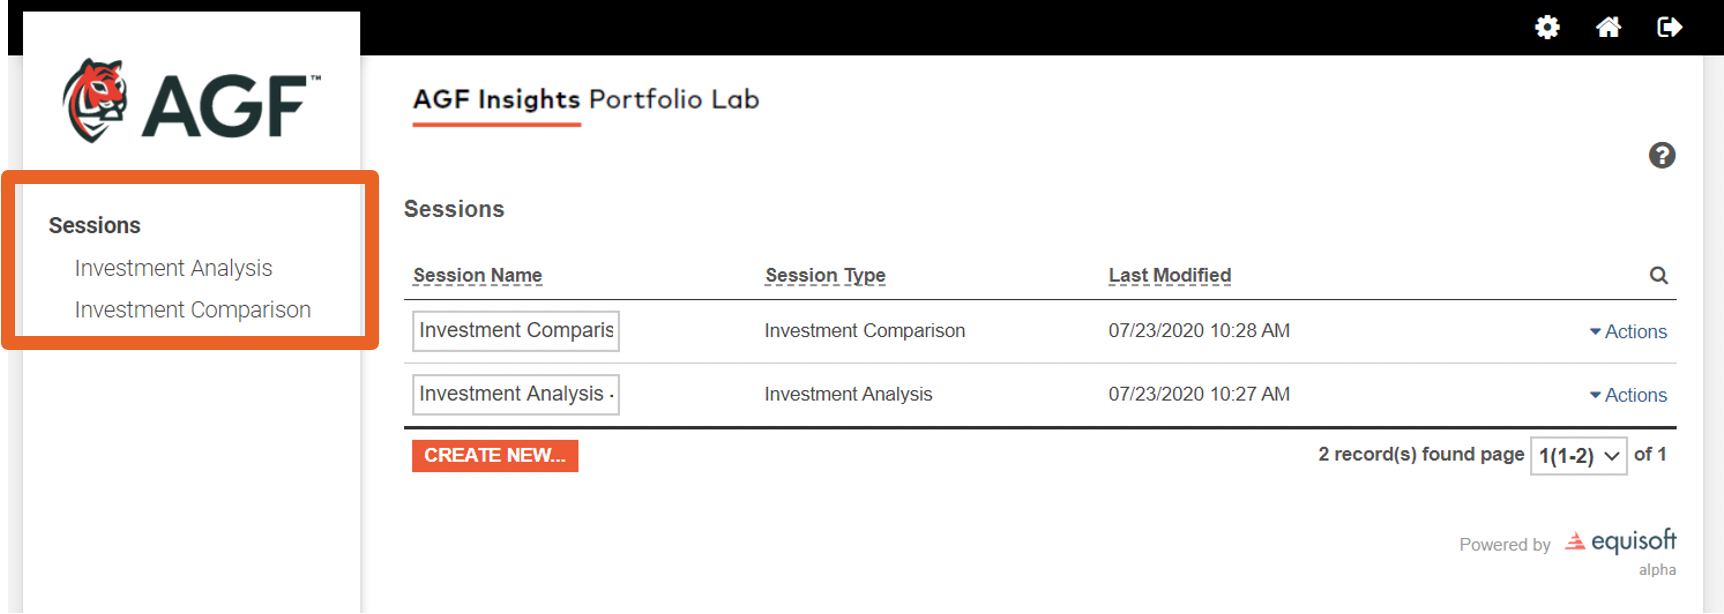 AGF™
AGF Insights Portfolio Lab
?
Sessions
Investment Analysis
Investment Comparison
Sessions
Session Name Session Type Last Modified
Investment Comparis Investment Comparison 07/23/2020 10:28 AM Actions
Investment Analysis Investment Analysis 07/23/2020 10:27 AM Actions
CREATE NEW... 2 record(s) found page 1(1-2) of 1
Powered by equisoft
alpha